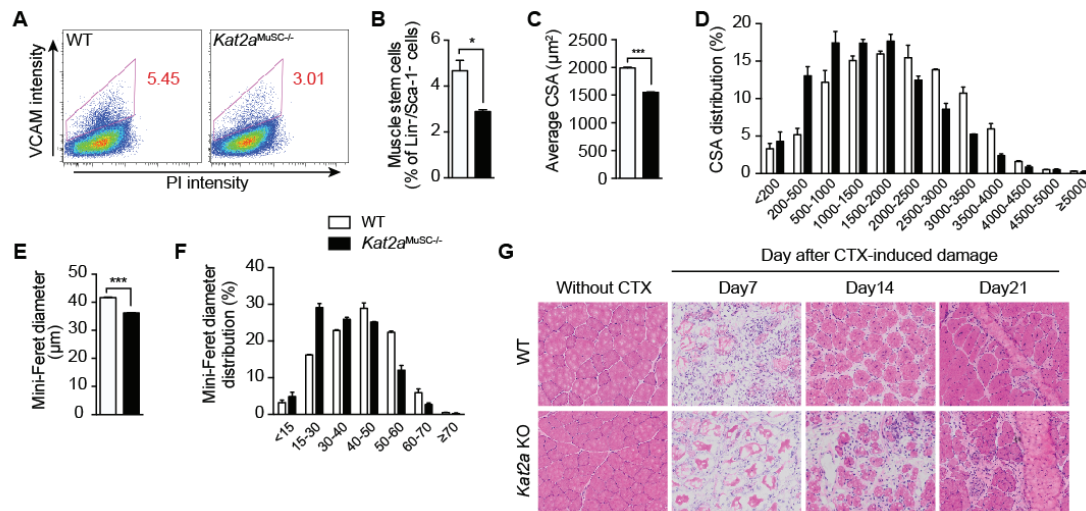 A
WT
Kat2aMuSC-/-
5.45
3.01
VCAM intensity
PI intensity
B
Muscle stem cells
(% of Lin-/Sca-1- cells)
6
4
2
0
*
C
Average CSA (µm²)
2500
2000
1500
1000
500
0
***
D
CSA distribution (%)
20
15
10
5
0
<200
200-500
500-1000
1000-1500
1500-2000
2000-2500
2500-3000
3000-3500
3500-4000
4000-4500
4500-5000
≥5000
WT
Kat2aMuSC-/-
E
Mini-Feret diameter
(µm)
50
40
30
20
10
0
***
F
Mini-Feret diameter
distribution (%)
40
30
20
10
0
<15
15-30
30-40
40-50
50-60
60-70
≥70
G
Day after CTX-induced damage
Without CTX
Day7
Day14
Day21
WT
Kat2a KO